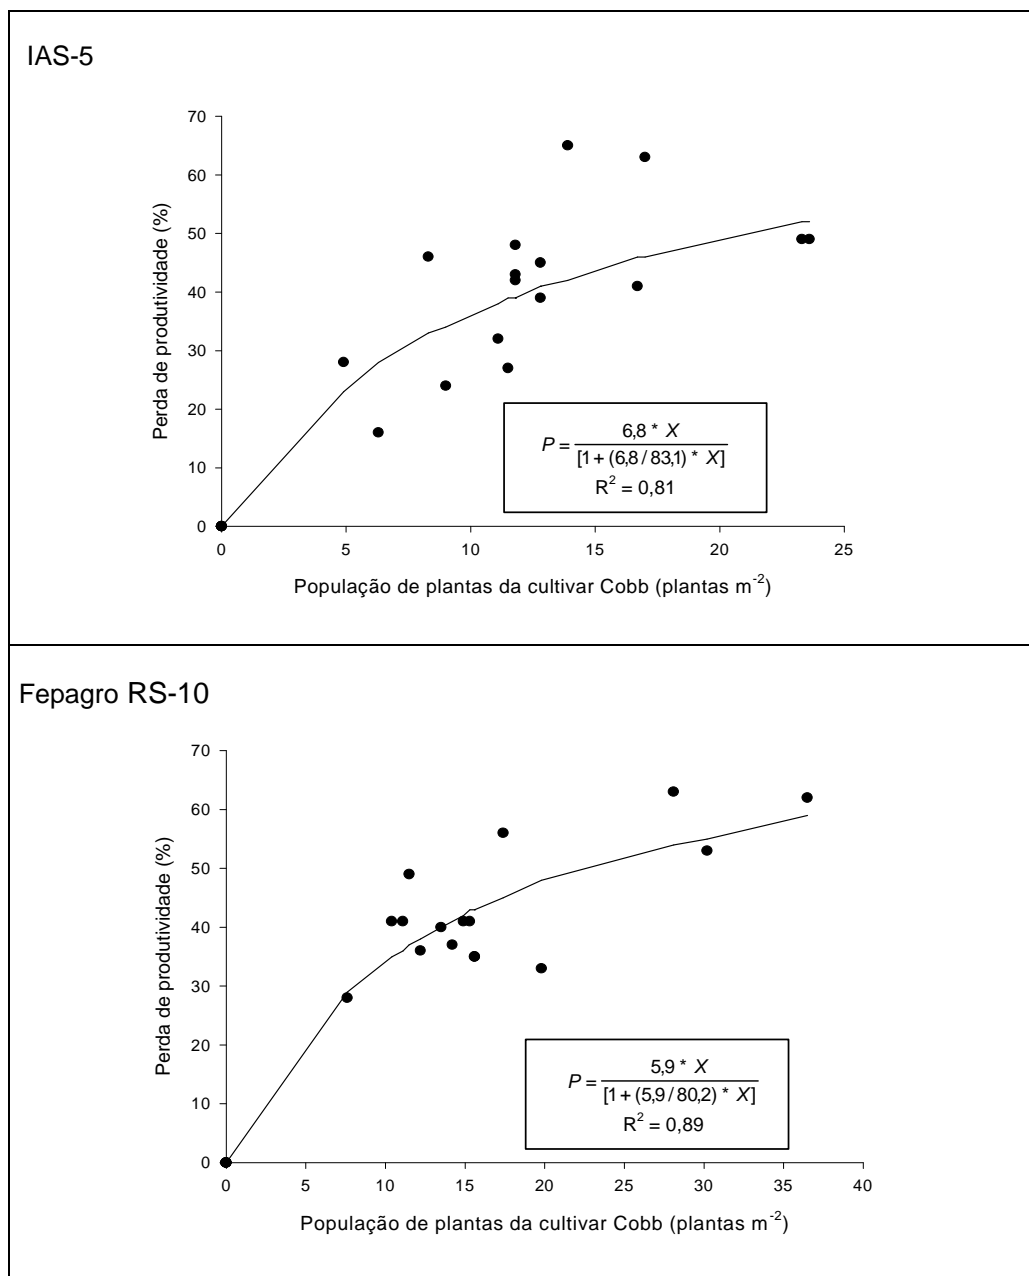 IAS-5
70
60
50
40
30
20
10
0
Perda de produtividade (%)
P = 6,8 * X / [1 + (6,8 / 83,1) * X]
R² = 0,81
0 5 10 15 20 25
População de plantas da cultivar Cobb (plantas m⁻²)
Fepagro RS-10
70
60
50
40
30
20
10
0
Perda de produtividade (%)
P = 5,9 * X / [1 + (5,9 / 80,2) * X]
R² = 0,89
0 5 10 15 20 25 30 35 40
População de plantas da cultivar Cobb (plantas m⁻²)